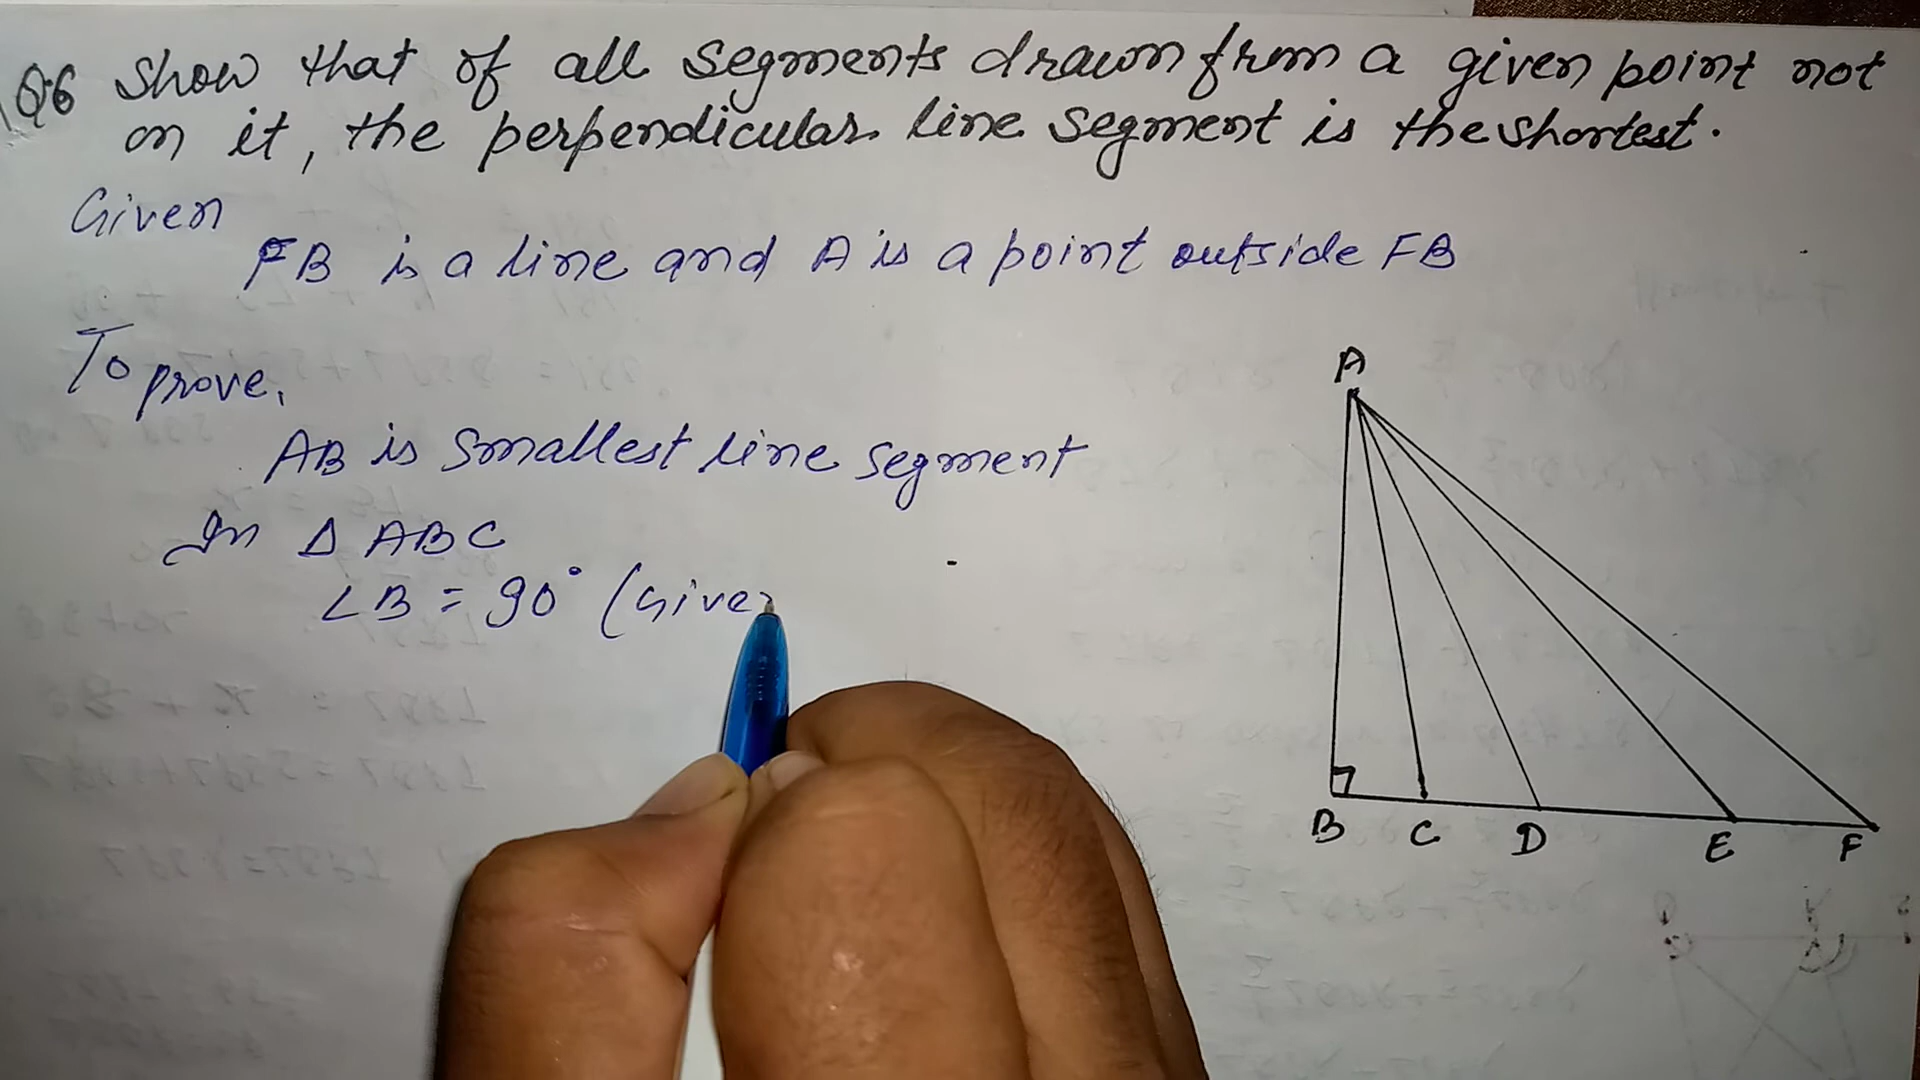 Q.6 Show that of all segments drawn from a given point not
on it, the perpendicular line segment is the shortest.
Given
FB is a line and A is a point outside FB
To prove,
AB is smallest line segment
In Δ ABC
∠B = 90° (Given
A
B C D E F